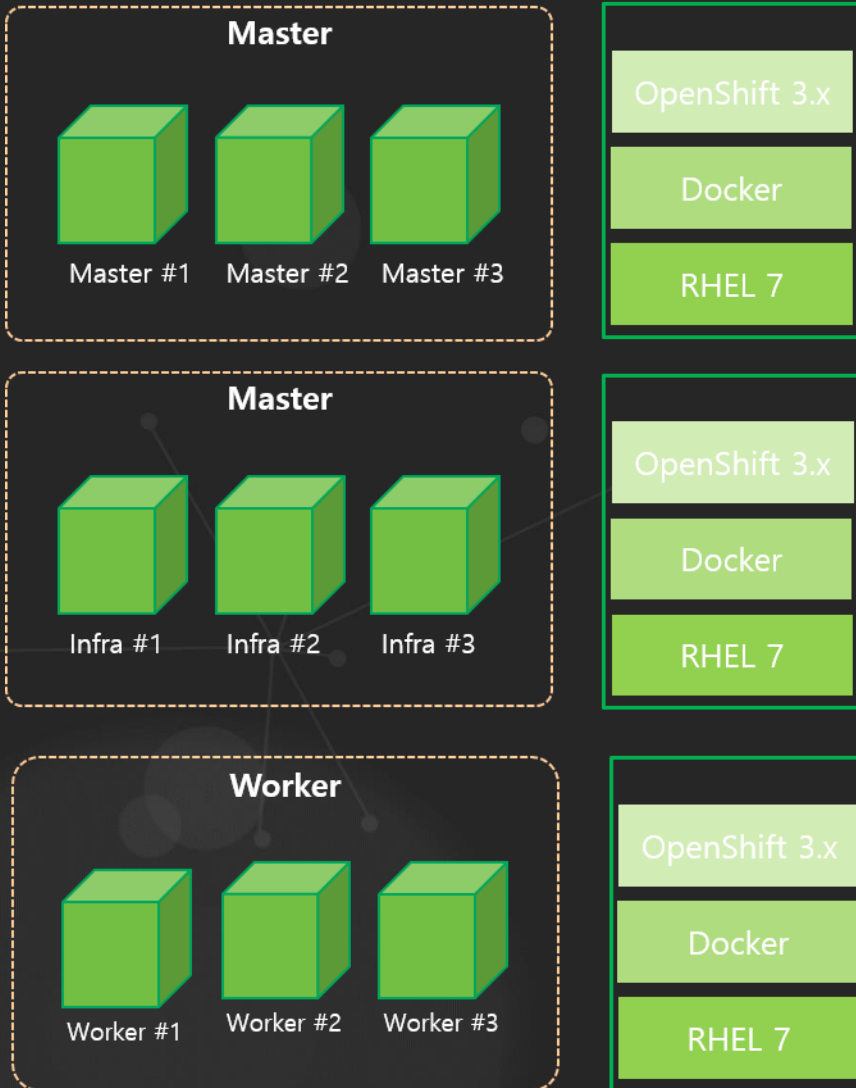 Master
Master #1 Master #2 Master #3
OpenShift 3.x
Docker
RHEL 7
Master
Infra #1 Infra #2 Infra #3
OpenShift 3.x
Docker
RHEL 7
Worker
Worker #1 Worker #2 Worker #3
OpenShift 3.x
Docker
RHEL 7